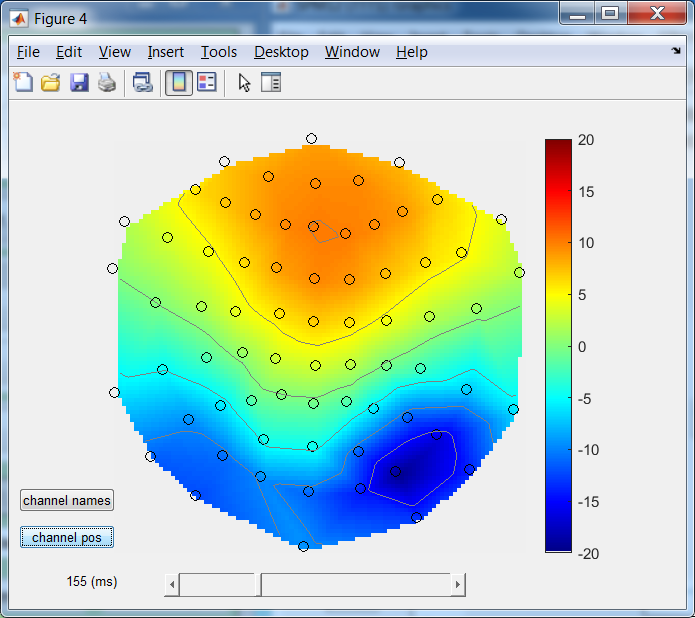 Figure 4
File Edit View Insert Tools Desktop Window Help
20
15
10
5
0
-5
-10
-15
-20
channel names
channel pos
155 (ms)